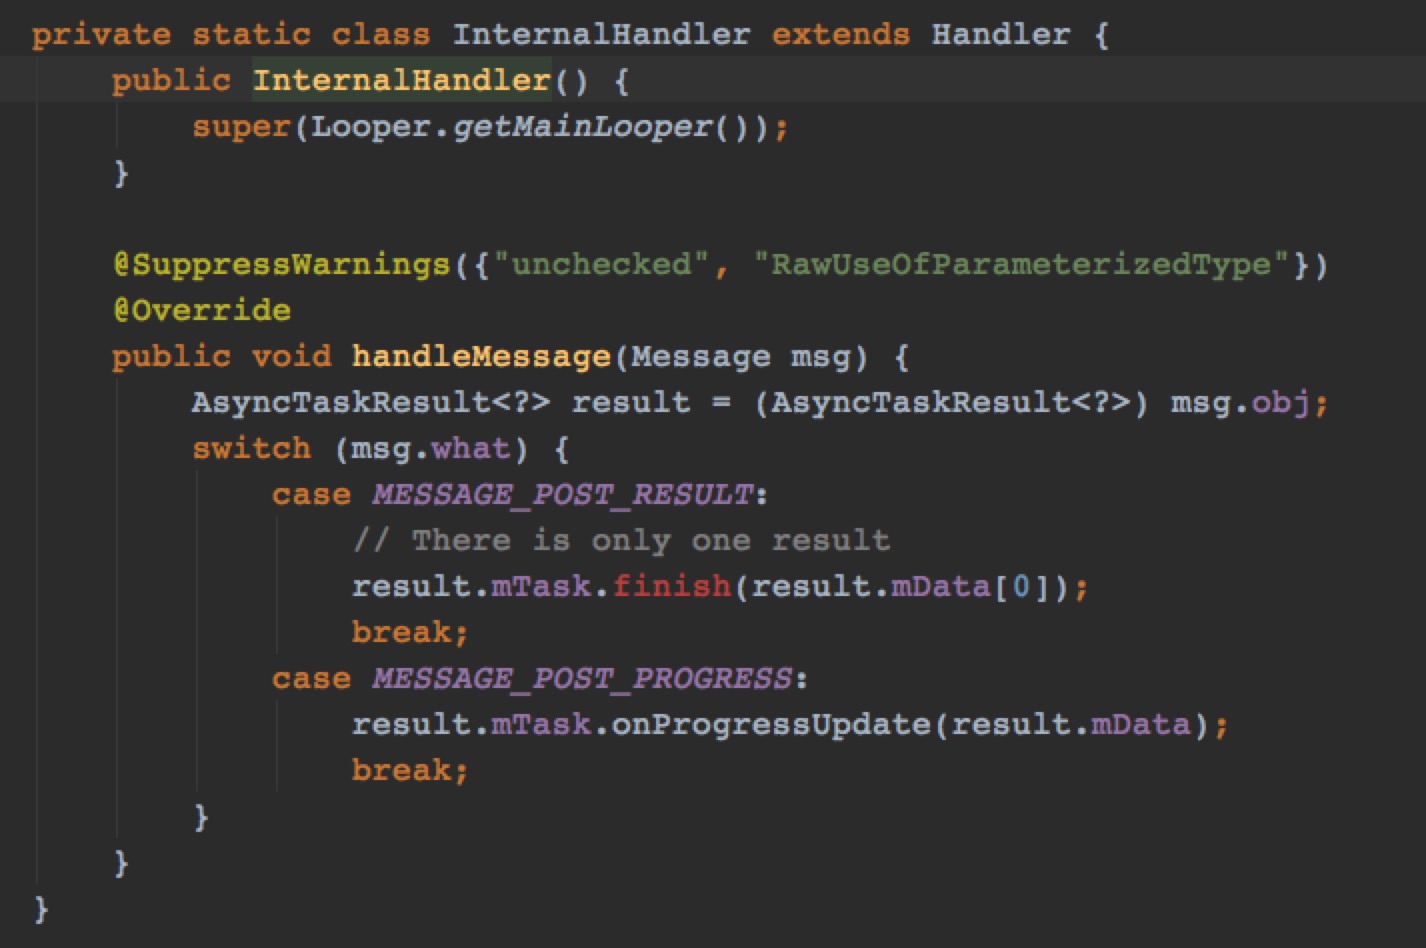 private static class InternalHandler extends Handler {
    public InternalHandler() {
        super(Looper.getMainLooper());
    }

    @SuppressWarnings({"unchecked", "RawUseOfParameterizedType"})
    @Override
    public void handleMessage(Message msg) {
        AsyncTaskResult<?> result = (AsyncTaskResult<?>) msg.obj;
        switch (msg.what) {
            case MESSAGE_POST_RESULT:
                // There is only one result
                result.mTask.finish(result.mData[0]);
                break;
            case MESSAGE_POST_PROGRESS:
                result.mTask.onProgressUpdate(result.mData);
                break;
        }
    }
}